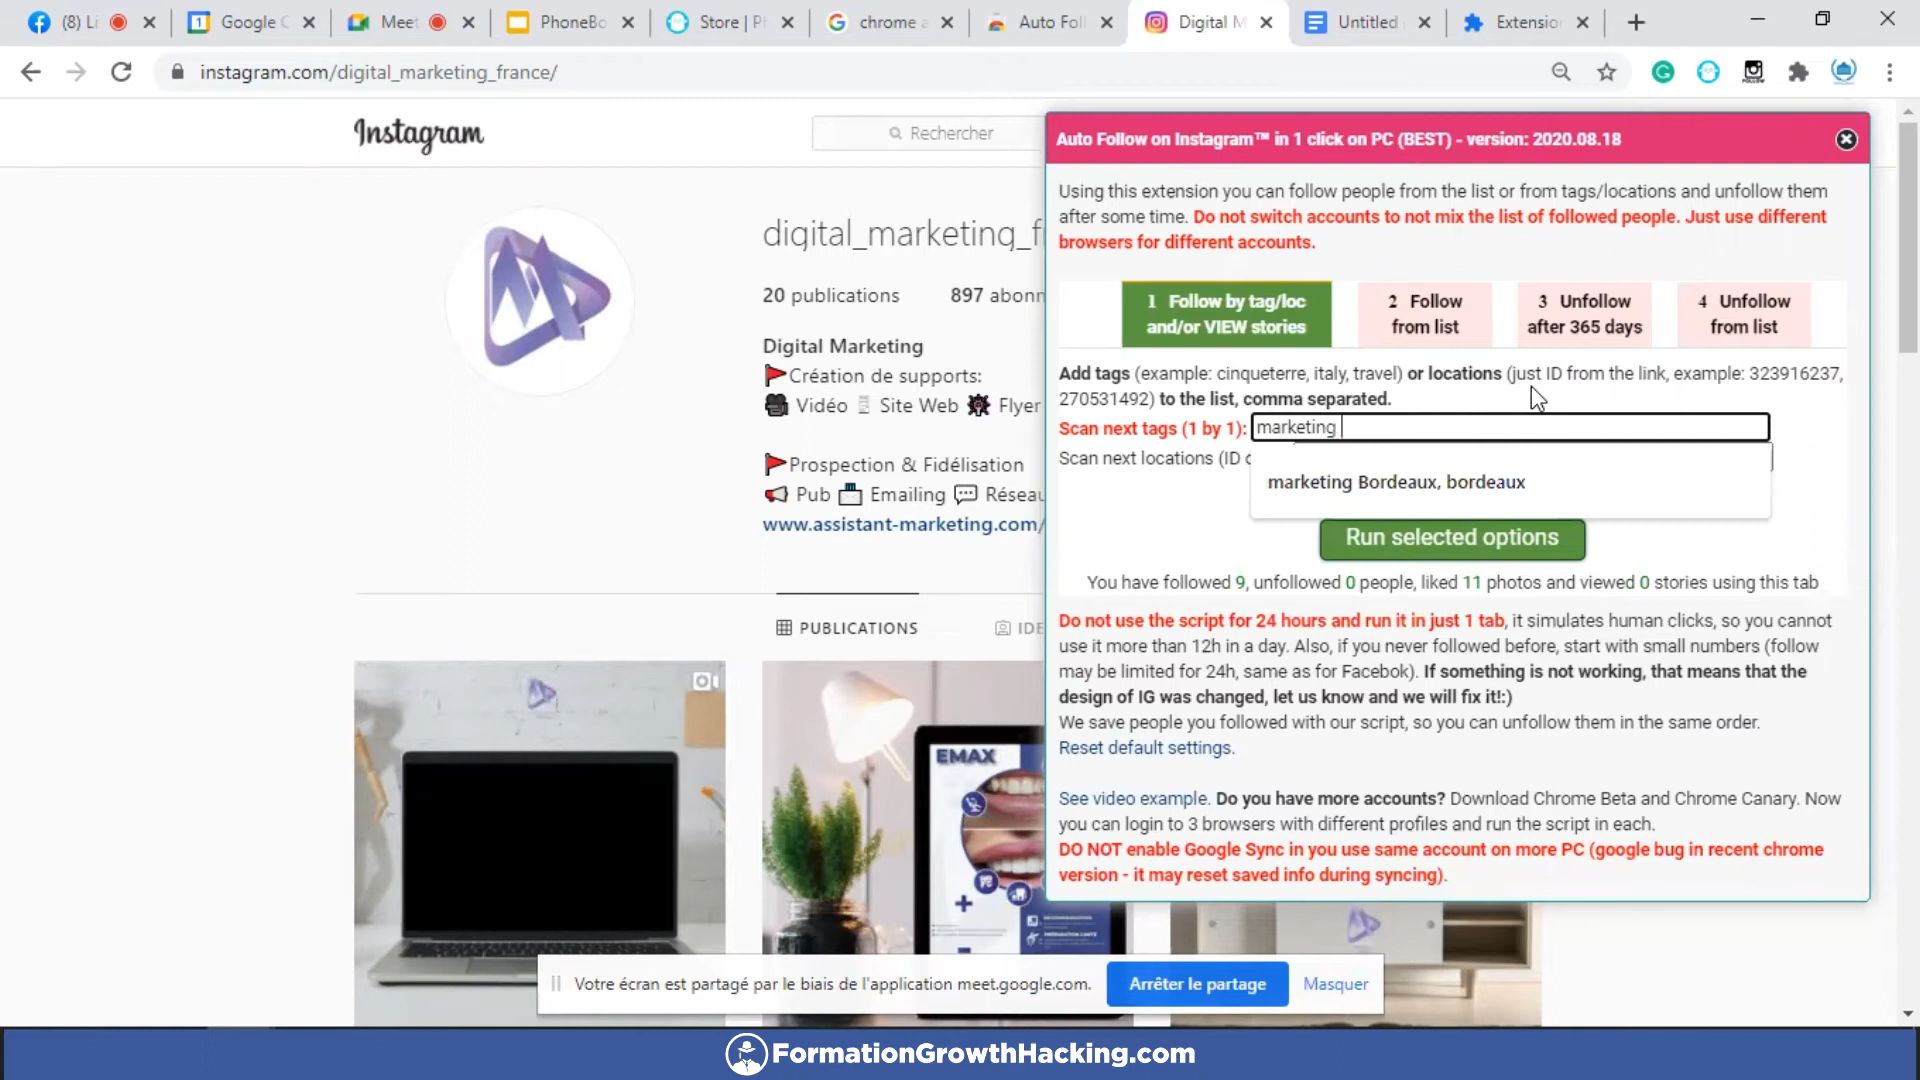 (8) Li
Google C
Meet
PhoneBo
Store | P
chrome a
Auto Foll
Digital M
Untitled
Extension
instagram.com/digital_marketing_france/
FOLLOW
Instagram
Rechercher
digital_marketing_f
20 publications 897 abonn
Digital Marketing
🚩Création de supports:
Vidéo Site Web Flyer
🚩Prospection & Fidélisation
Pub Emailing Réseau
www.assistant-marketing.com/
PUBLICATIONS
IDE
EMAX
Auto Follow on Instagram™ in 1 click on PC (BEST) - version: 2020.08.18
Using this extension you can follow people from the list or from tags/locations and unfollow them
after some time. Do not switch accounts to not mix the list of followed people. Just use different
browsers for different accounts.
1 Follow by tag/loc
and/or VIEW stories
2 Follow
from list
3 Unfollow
after 365 days
4 Unfollow
from list
Add tags (example: cinqueterre, italy, travel) or locations (just ID from the link, example: 323916237,
270531492) to the list, comma separated.
Scan next tags (1 by 1): marketing
Scan next locations (ID
marketing Bordeaux, bordeaux
Run selected options
You have followed 9, unfollowed 0 people, liked 11 photos and viewed 0 stories using this tab
Do not use the script for 24 hours and run it in just 1 tab, it simulates human clicks, so you cannot
use it more than 12h in a day. Also, if you never followed before, start with small numbers (follow
may be limited for 24h, same as for Facebok). If something is not working, that means that the
design of IG was changed, let us know and we will fix it!:)
We save people you followed with our script, so you can unfollow them in the same order.
Reset default settings.
See video example. Do you have more accounts? Download Chrome Beta and Chrome Canary. Now
you can login to 3 browsers with different profiles and run the script in each.
DO NOT enable Google Sync in you use same account on more PC (google bug in recent chrome
version - it may reset saved info during syncing).
Votre écran est partagé par le biais de l'application meet.google.com.
Arrêter le partage
Masquer
FormationGrowthHacking.com